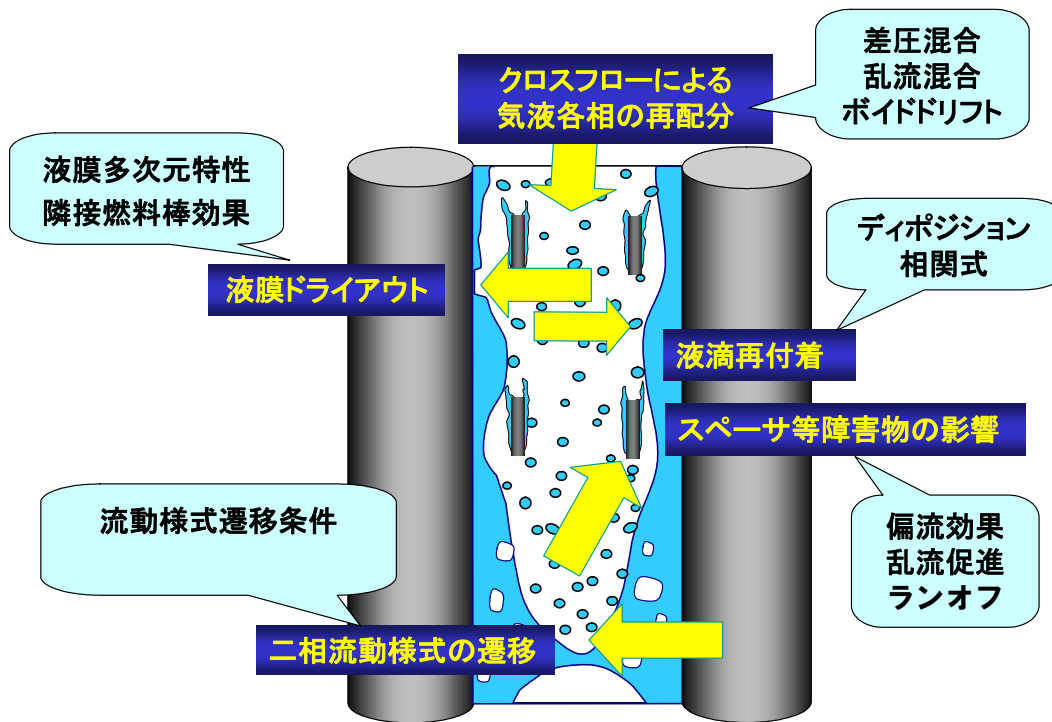 差圧混合
乱流混合
ボイドドリフト
クロスフローによる
気液各相の再配分
液膜多次元特性
隣接燃料棒効果
液膜ドライアウト
ディポジション
相関式
液滴再付着
スペーサ等障害物の影響
流動様式遷移条件
偏流効果
乱流促進
ランオフ
二相流動様式の遷移